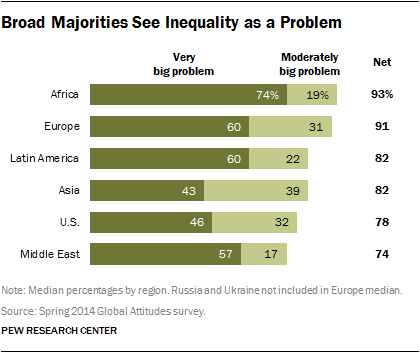 Broad Majorities See Inequality as a Problem
Very big problem Moderately big problem Net
Africa 74% 19% 93%
Europe 60 31 91
Latin America 60 22 82
Asia 43 39 82
U.S. 46 32 78
Middle East 57 17 74
Note: Median percentages by region. Russia and Ukraine not included in Europe median.
Source: Spring 2014 Global Attitudes survey.
PEW RESEARCH CENTER